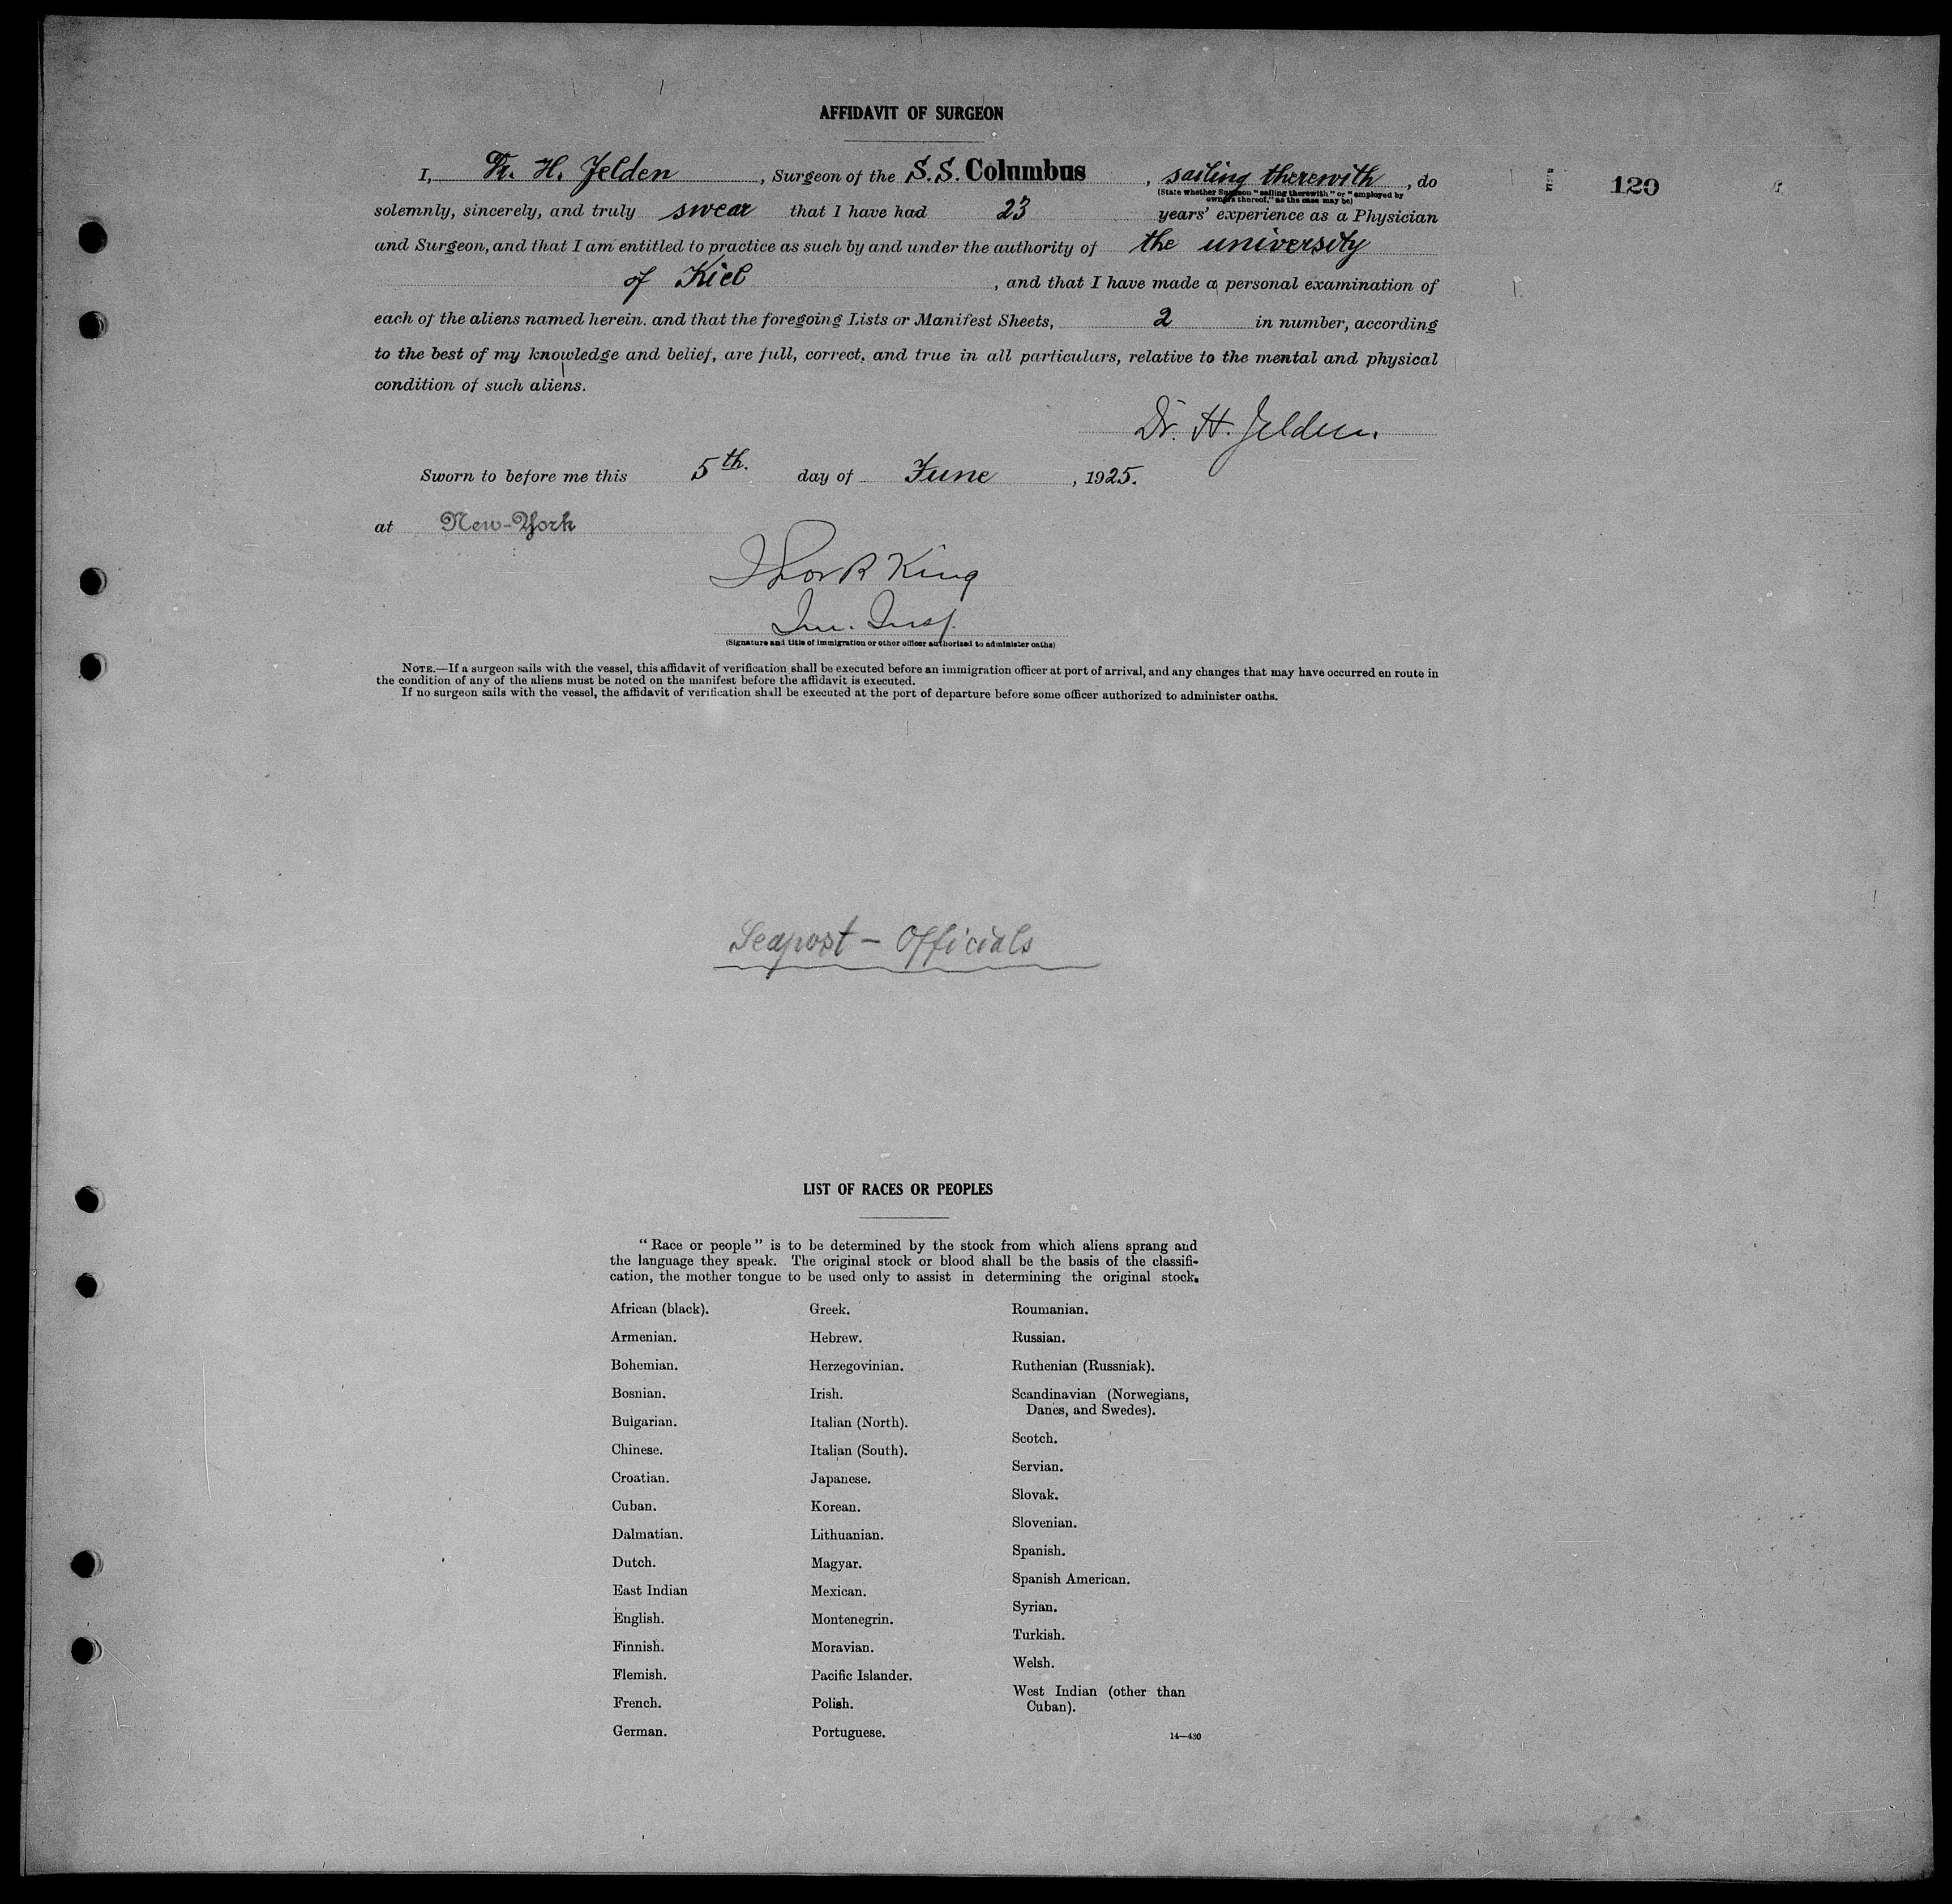 AFFIDAVIT OF SURGEON
120
I, Dr. H. Jelden, Surgeon of the S.S. Columbus, sailing therewith, do
(State whether Surgeon "sailing therewith" or "employed by
owners thereof," as the case may be)
solemnly, sincerely, and truly swear that I have had 23 years' experience as a Physician
and Surgeon, and that I am entitled to practice as such by and under the authority of the university
of Kiel, and that I have made a personal examination of
each of the aliens named herein. and that the foregoing Lists or Manifest Sheets, 2 in number, according
to the best of my knowledge and belief, are full, correct, and true in all particulars, relative to the mental and physical
condition of such aliens.
Dr. H. Jelden.
Sworn to before me this 5th. day of June, 1925.
at New-York
King
Im. Insp.
(Signature and title of immigration or other officer authorized to administer oaths)
NOTE.—If a surgeon sails with the vessel, this affidavit of verification shall be executed before an immigration officer at port of arrival, and any changes that may have occurred en route in
the condition of any of the aliens must be noted on the manifest before the affidavit is executed.
If no surgeon sails with the vessel, the affidavit of verification shall be executed at the port of departure before some officer authorized to administer oaths.
Seapost - Officials
LIST OF RACES OR PEOPLES
"Race or people" is to be determined by the stock from which aliens sprang and
the language they speak. The original stock or blood shall be the basis of the classifi-
cation, the mother tongue to be used only to assist in determining the original stock.
African (black).
Armenian.
Bohemian.
Bosnian.
Bulgarian.
Chinese.
Croatian.
Cuban.
Dalmatian.
Dutch.
East Indian
English.
Finnish.
Flemish.
French.
German.
Greek.
Hebrew.
Herzegovinian.
Irish.
Italian (North).
Italian (South).
Japanese.
Korean.
Lithuanian.
Magyar.
Mexican.
Montenegrin.
Moravian.
Pacific Islander.
Polish.
Portuguese.
Roumanian.
Russian.
Ruthenian (Russniak).
Scandinavian (Norwegians,
Danes, and Swedes).
Scotch.
Servian.
Slovak.
Slovenian.
Spanish.
Spanish American.
Syrian.
Turkish.
Welsh.
West Indian (other than
Cuban).
14—430